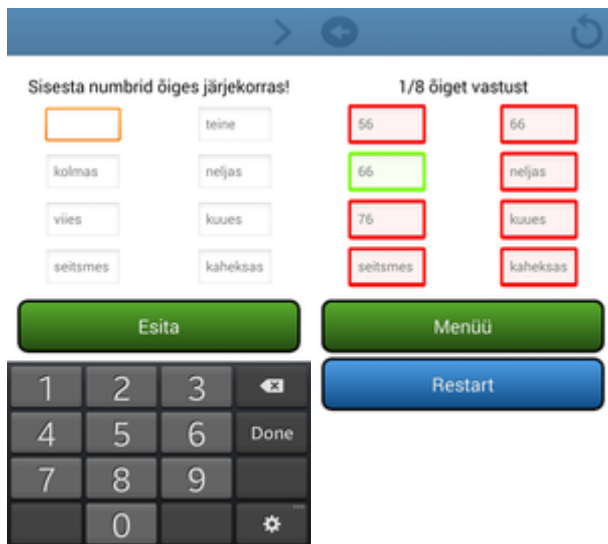 Sisesta numbrid õiges järjekorras!
teine
kolmas
neljas
viies
kuues
seitsmes
kaheksas
Esita
1 2 3
4 5 6 Done
7 8 9
0
1/8 õiget vastust
56 66
66 neljas
76 kuues
seitsmes kaheksas
Menüü
Restart